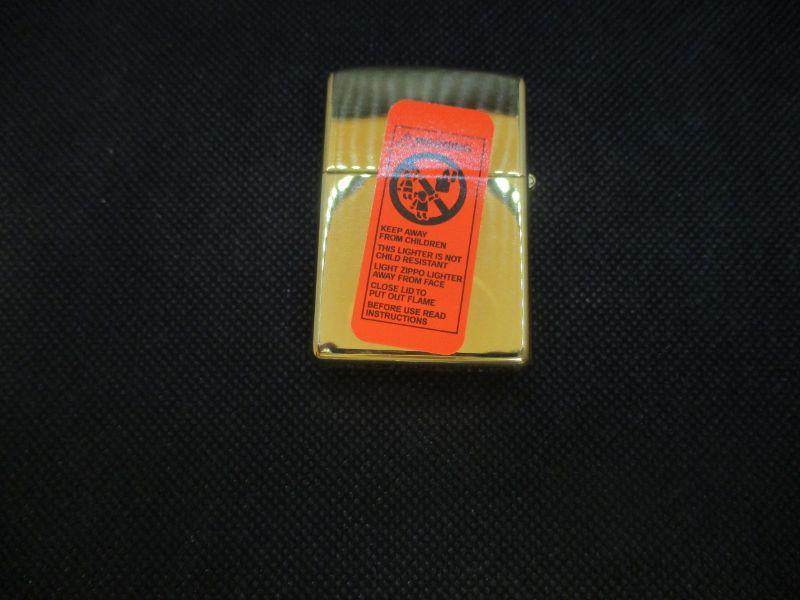 ⚠ WARNING
KEEP AWAY
FROM CHILDREN
THIS LIGHTER IS NOT
CHILD RESISTANT
LIGHT ZIPPO LIGHTER
AWAY FROM FACE
CLOSE LID TO
PUT OUT FLAME
BEFORE USE READ
INSTRUCTIONS